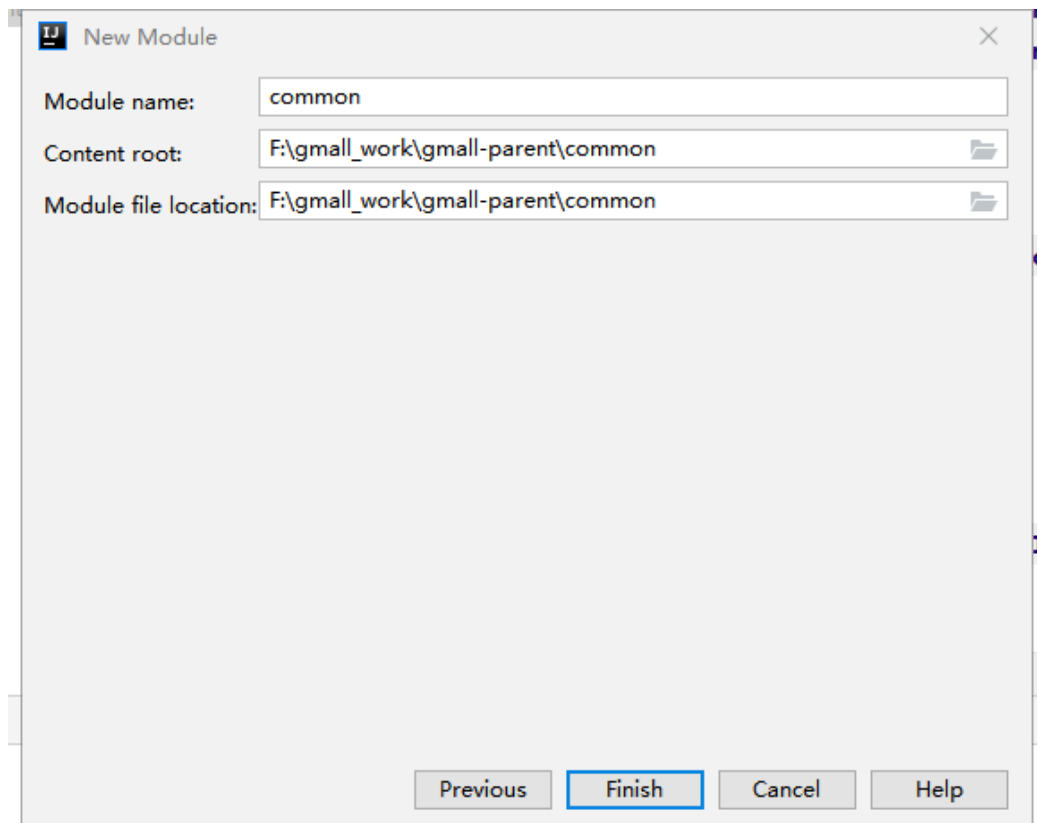 IJ New Module
Module name: common
Content root: F:\gmall_work\gmall-parent\common
Module file location: F:\gmall_work\gmall-parent\common
Previous Finish Cancel Help